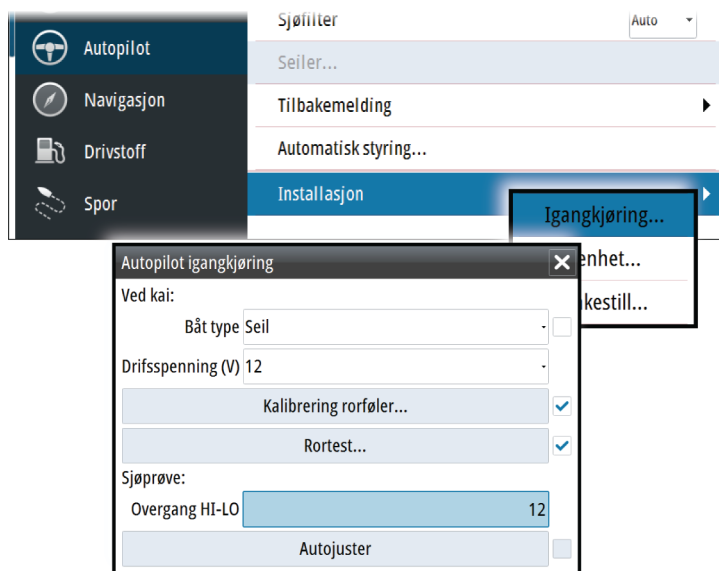 Sjøfilter
Auto
Autopilot
Seiler...
Navigasjon
Tilbakemelding
Drivstoff
Automatisk styring...
Spor
Installasjon
Igangkjøring...
enhet...
kestill...
Autopilot igangkjøring
Ved kai:
Båt type Seil
Drifsspenning (V) 12
Kalibrering rorføler...
Rortest...
Sjøprøve:
Overgang HI-LO 12
Autojuster